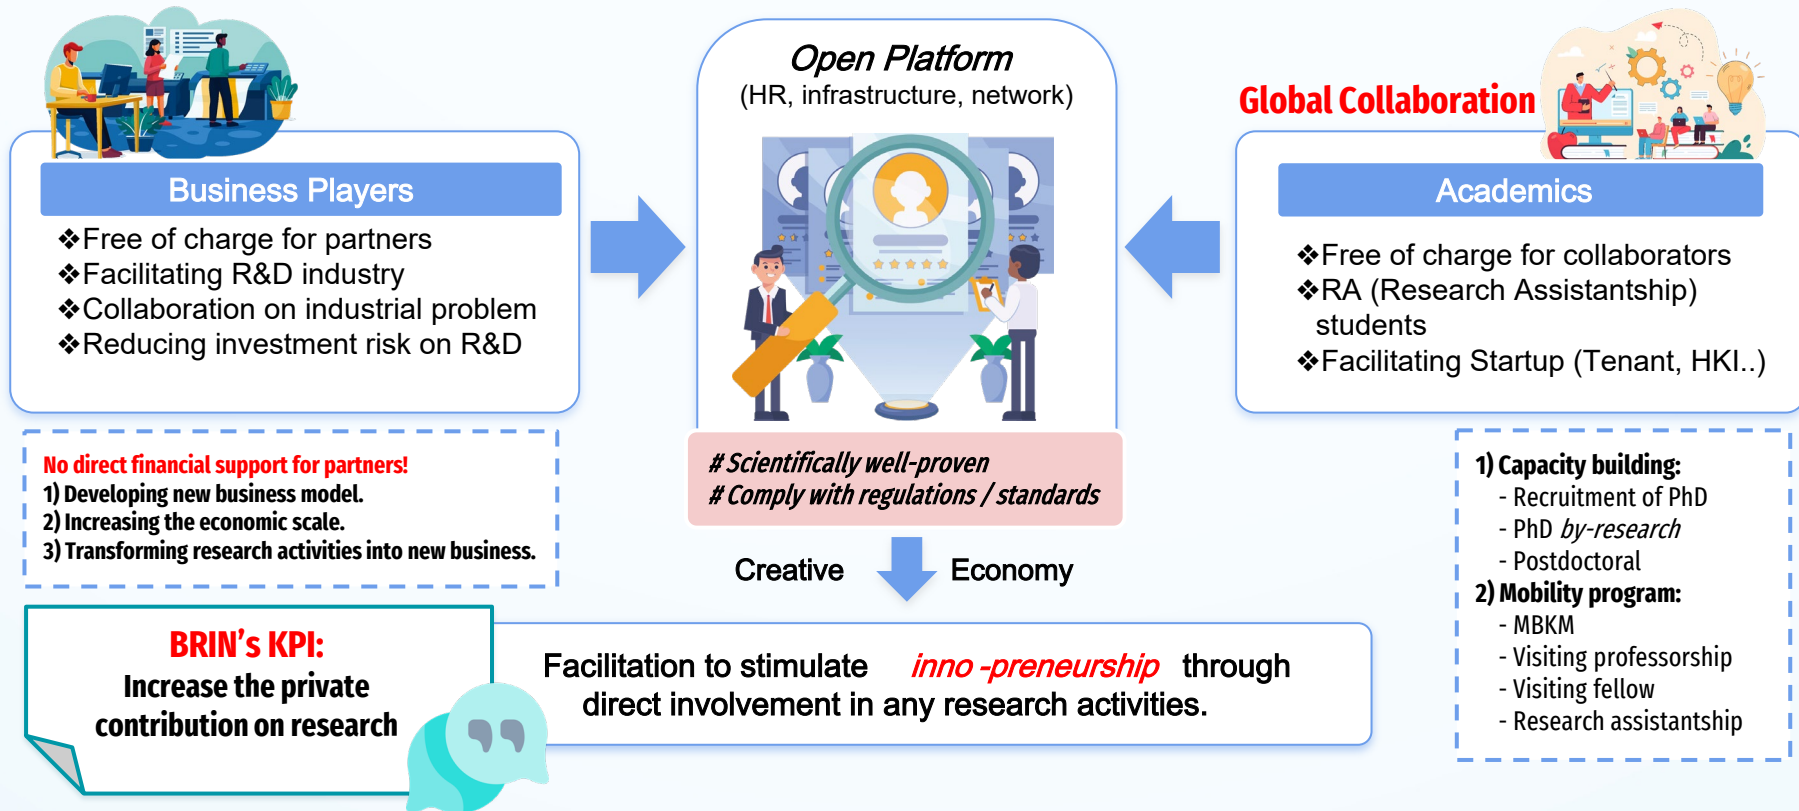 Open Platform
(HR, infrastructure, network)
Global Collaboration
Business Players
❖Free of charge for partners
❖Facilitating R&D industry
❖Collaboration on industrial problem
❖Reducing investment risk on R&D
Academics
❖Free of charge for collaborators
❖RA (Research Assistantship)
students
❖Facilitating Startup (Tenant, HKI..)
No direct financial support for partners!
1) Developing new business model.
2) Increasing the economic scale.
3) Transforming research activities into new business.
# Scientifically well-proven
# Comply with regulations / standards
Creative Economy
1) Capacity building:
- Recruitment of PhD
- PhD by-research
- Postdoctoral
2) Mobility program:
- MBKM
- Visiting professorship
- Visiting fellow
- Research assistantship
BRIN’s KPI:
Increase the private
contribution on research
Facilitation to stimulate inno -preneurship through
direct involvement in any research activities.